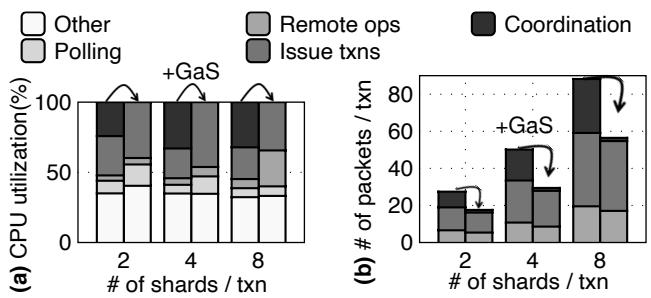 Other
Remote ops
Coordination
Polling
Issue txns
+GaS
100
50
0
2 4 8
# of shards / txn
(a) CPU utilization(%)
+GaS
80
60
40
20
0
2 4 8
# of shards / txn
(b) # of packets / txn